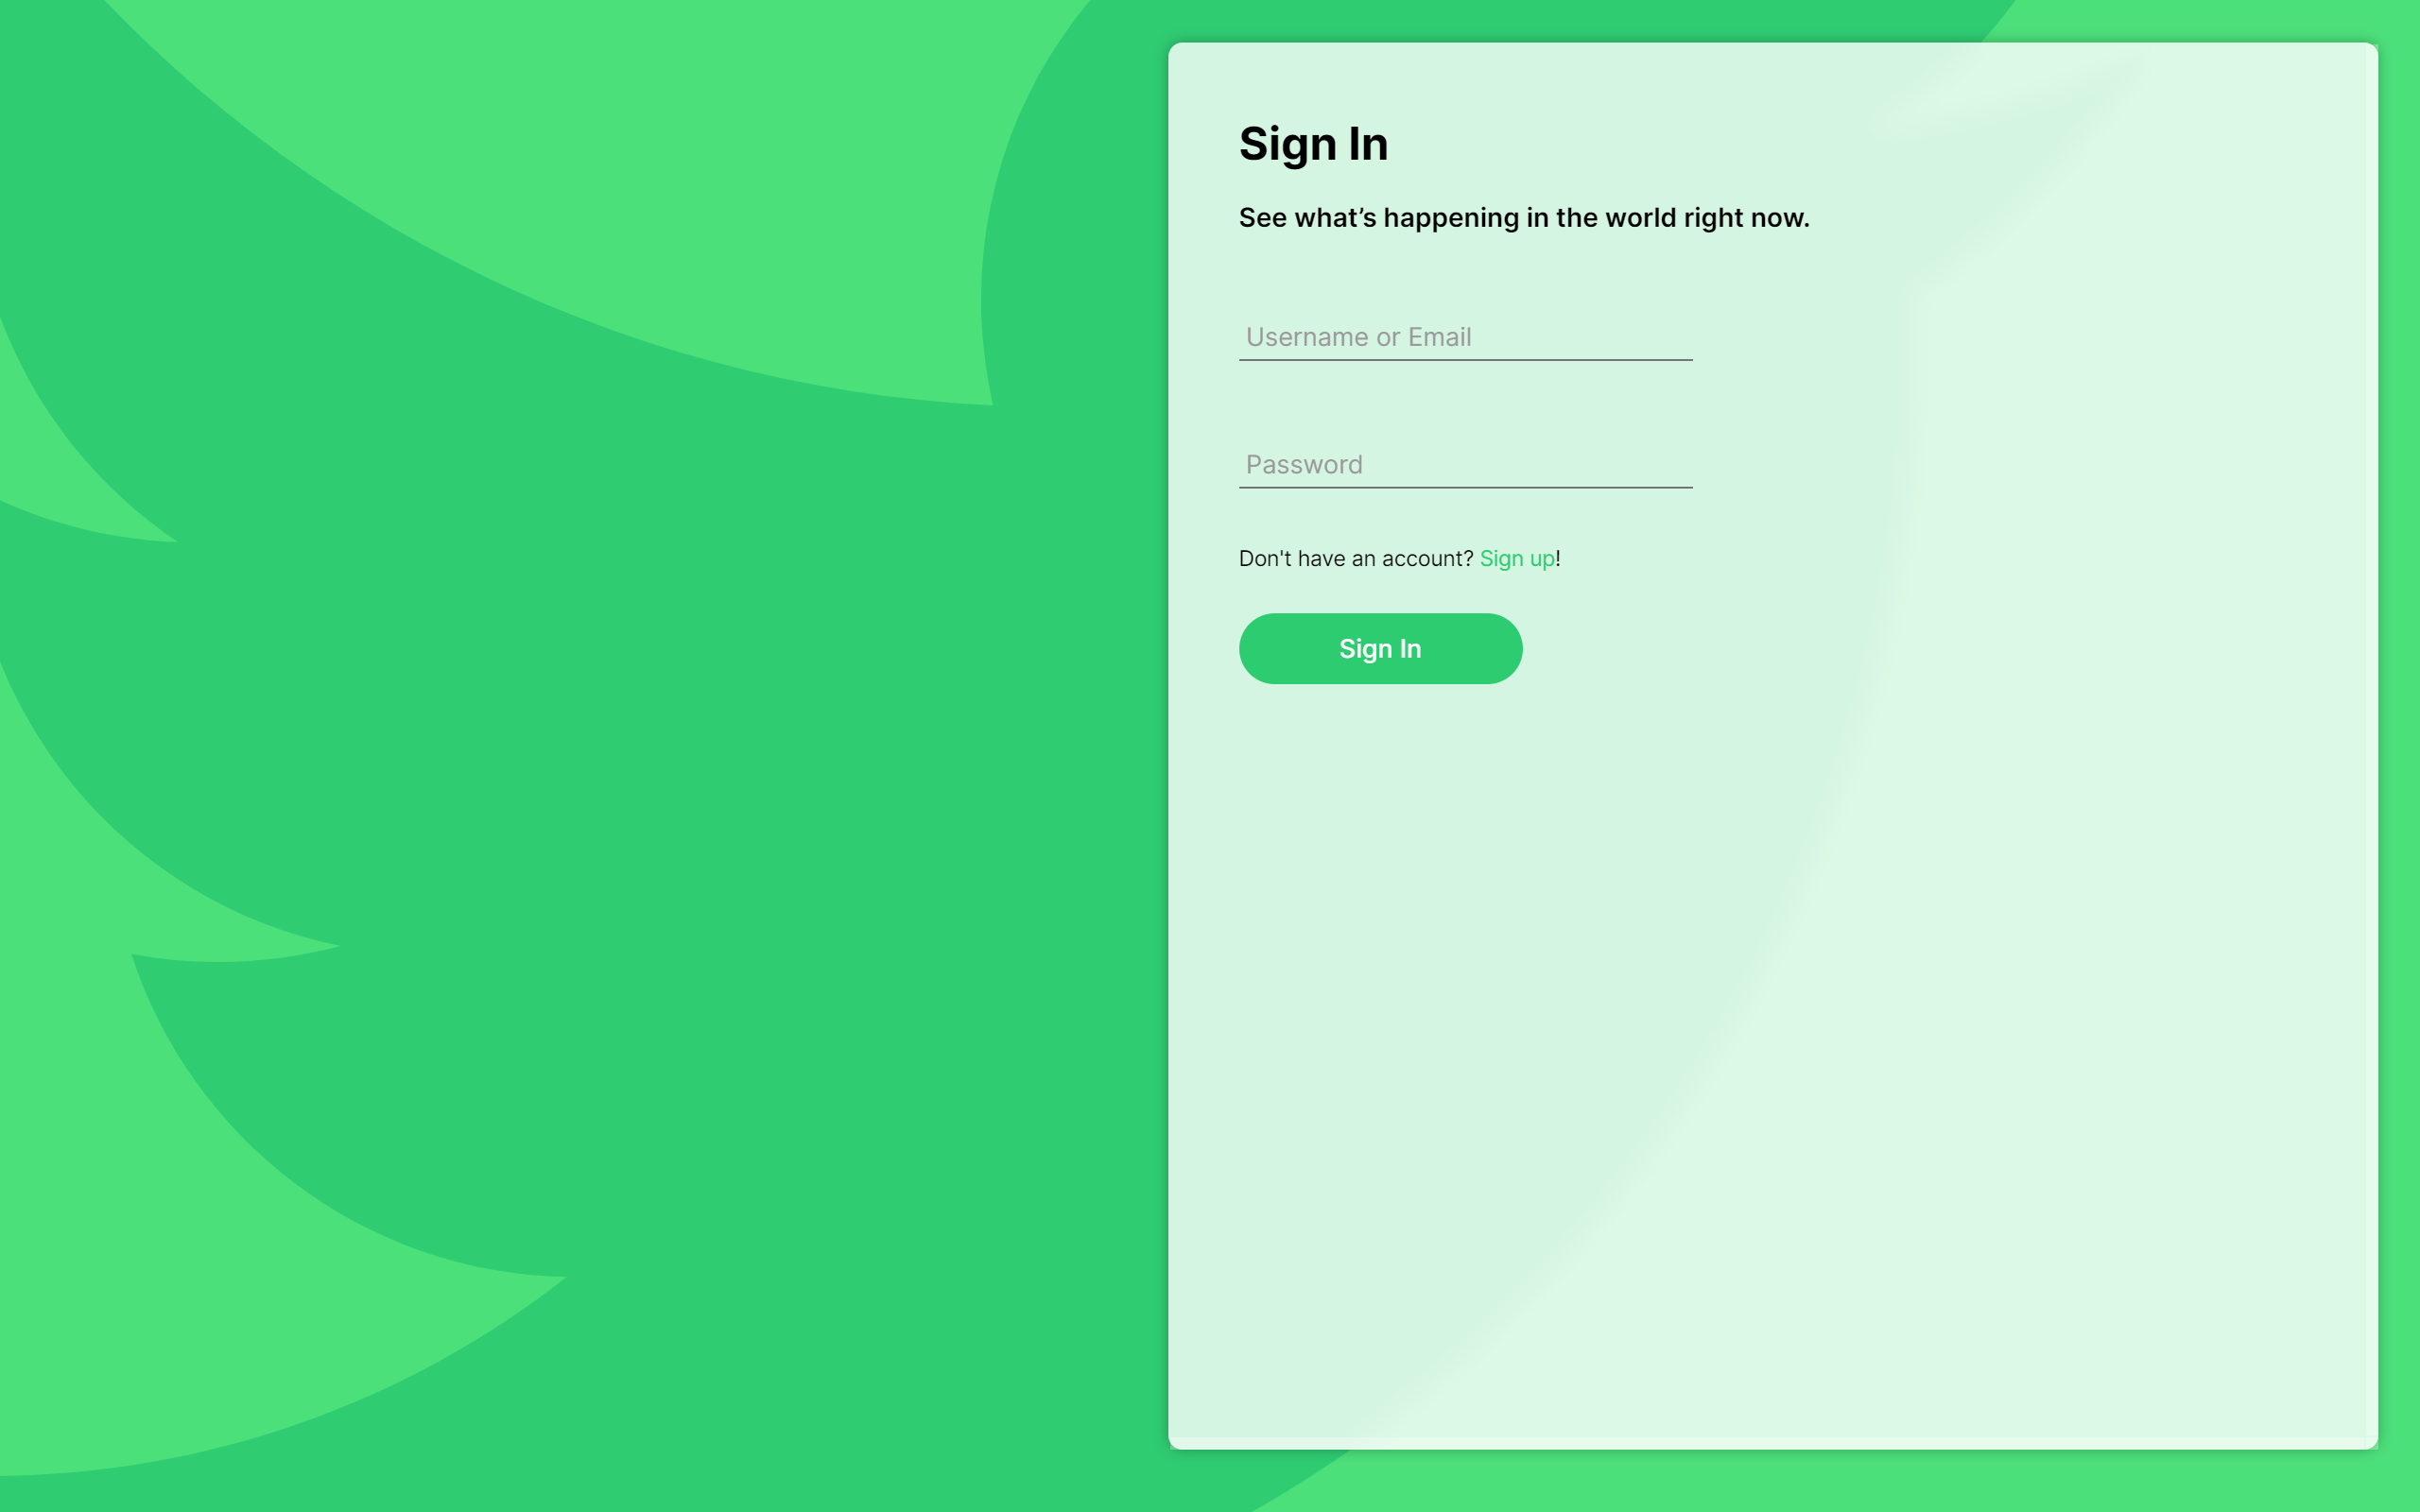 Sign In
See what’s happening in the world right now.
Username or Email
Password
Don't have an account? Sign up!
Sign In